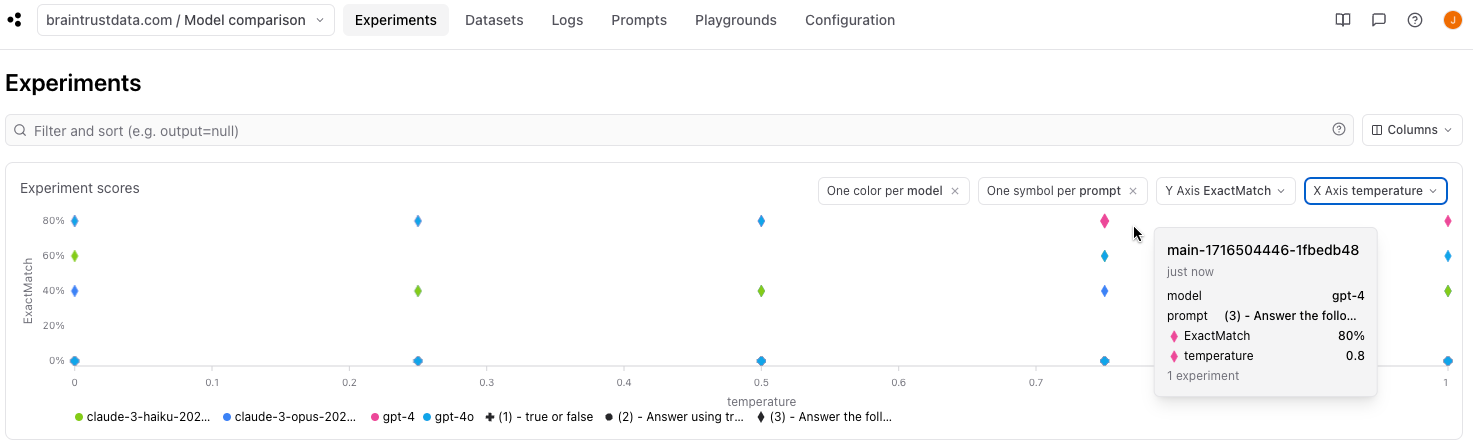 braintrustdata.com / Model comparison Experiments Datasets Logs Prompts Playgrounds Configuration J
Experiments
Filter and sort (e.g. output=null) Columns
Experiment scores One color per model × One symbol per prompt × Y Axis ExactMatch X Axis temperature
80%
60%
40%
20%
0%
ExactMatch
0 0.1 0.2 0.3 0.4 0.5 0.6 0.7 1
temperature
claude-3-haiku-202... claude-3-opus-202... gpt-4 gpt-4o (1) - true or false (2) - Answer using tr... (3) - Answer the foll...
main-1716504446-1fbedb48
just now
model gpt-4
prompt (3) - Answer the follo...
ExactMatch 80%
temperature 0.8
1 experiment